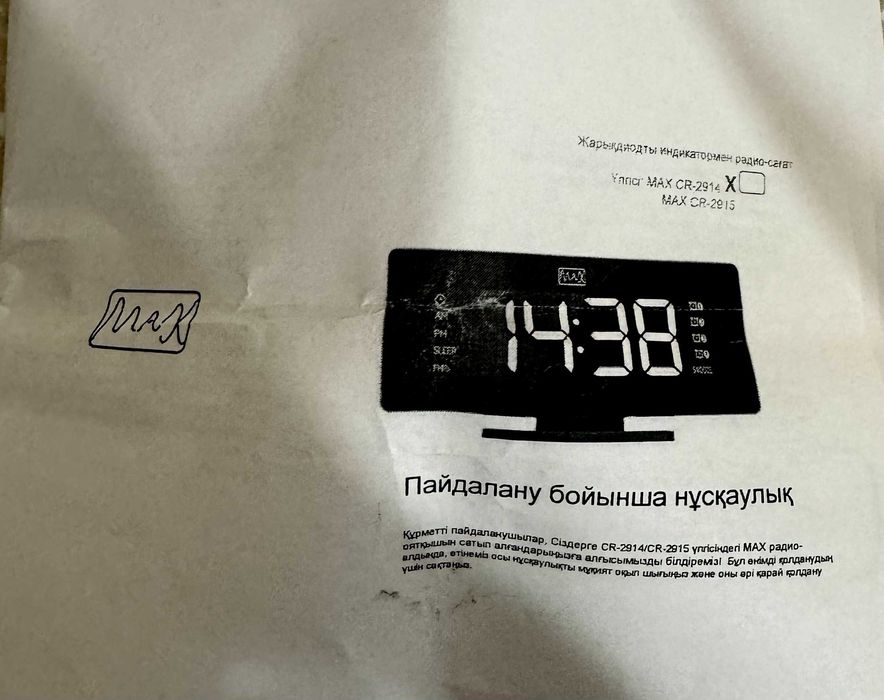 Жарықдиодты индикатормен радио-сағат
Үлгісі MAX CR-2914 X
MAX CR-2915
MAX
MAX
14:38
AM
PM
SLEEP
SNOOZE
Пайдалану бойынша нұсқаулық
Құрметті пайдаланушылар, Сіздерге CR-2914/CR-2915 үлгісіндегі MAX радио-
оятқышын сатып алғандарыңызға алғысымызды білдіреміз! Бұл өнімді қолданудың
алдында, өтінеміз осы нұсқаулықты мұқият оқып шығыңыз және оны әрі қарай қолдану
үшін сақтаңыз.